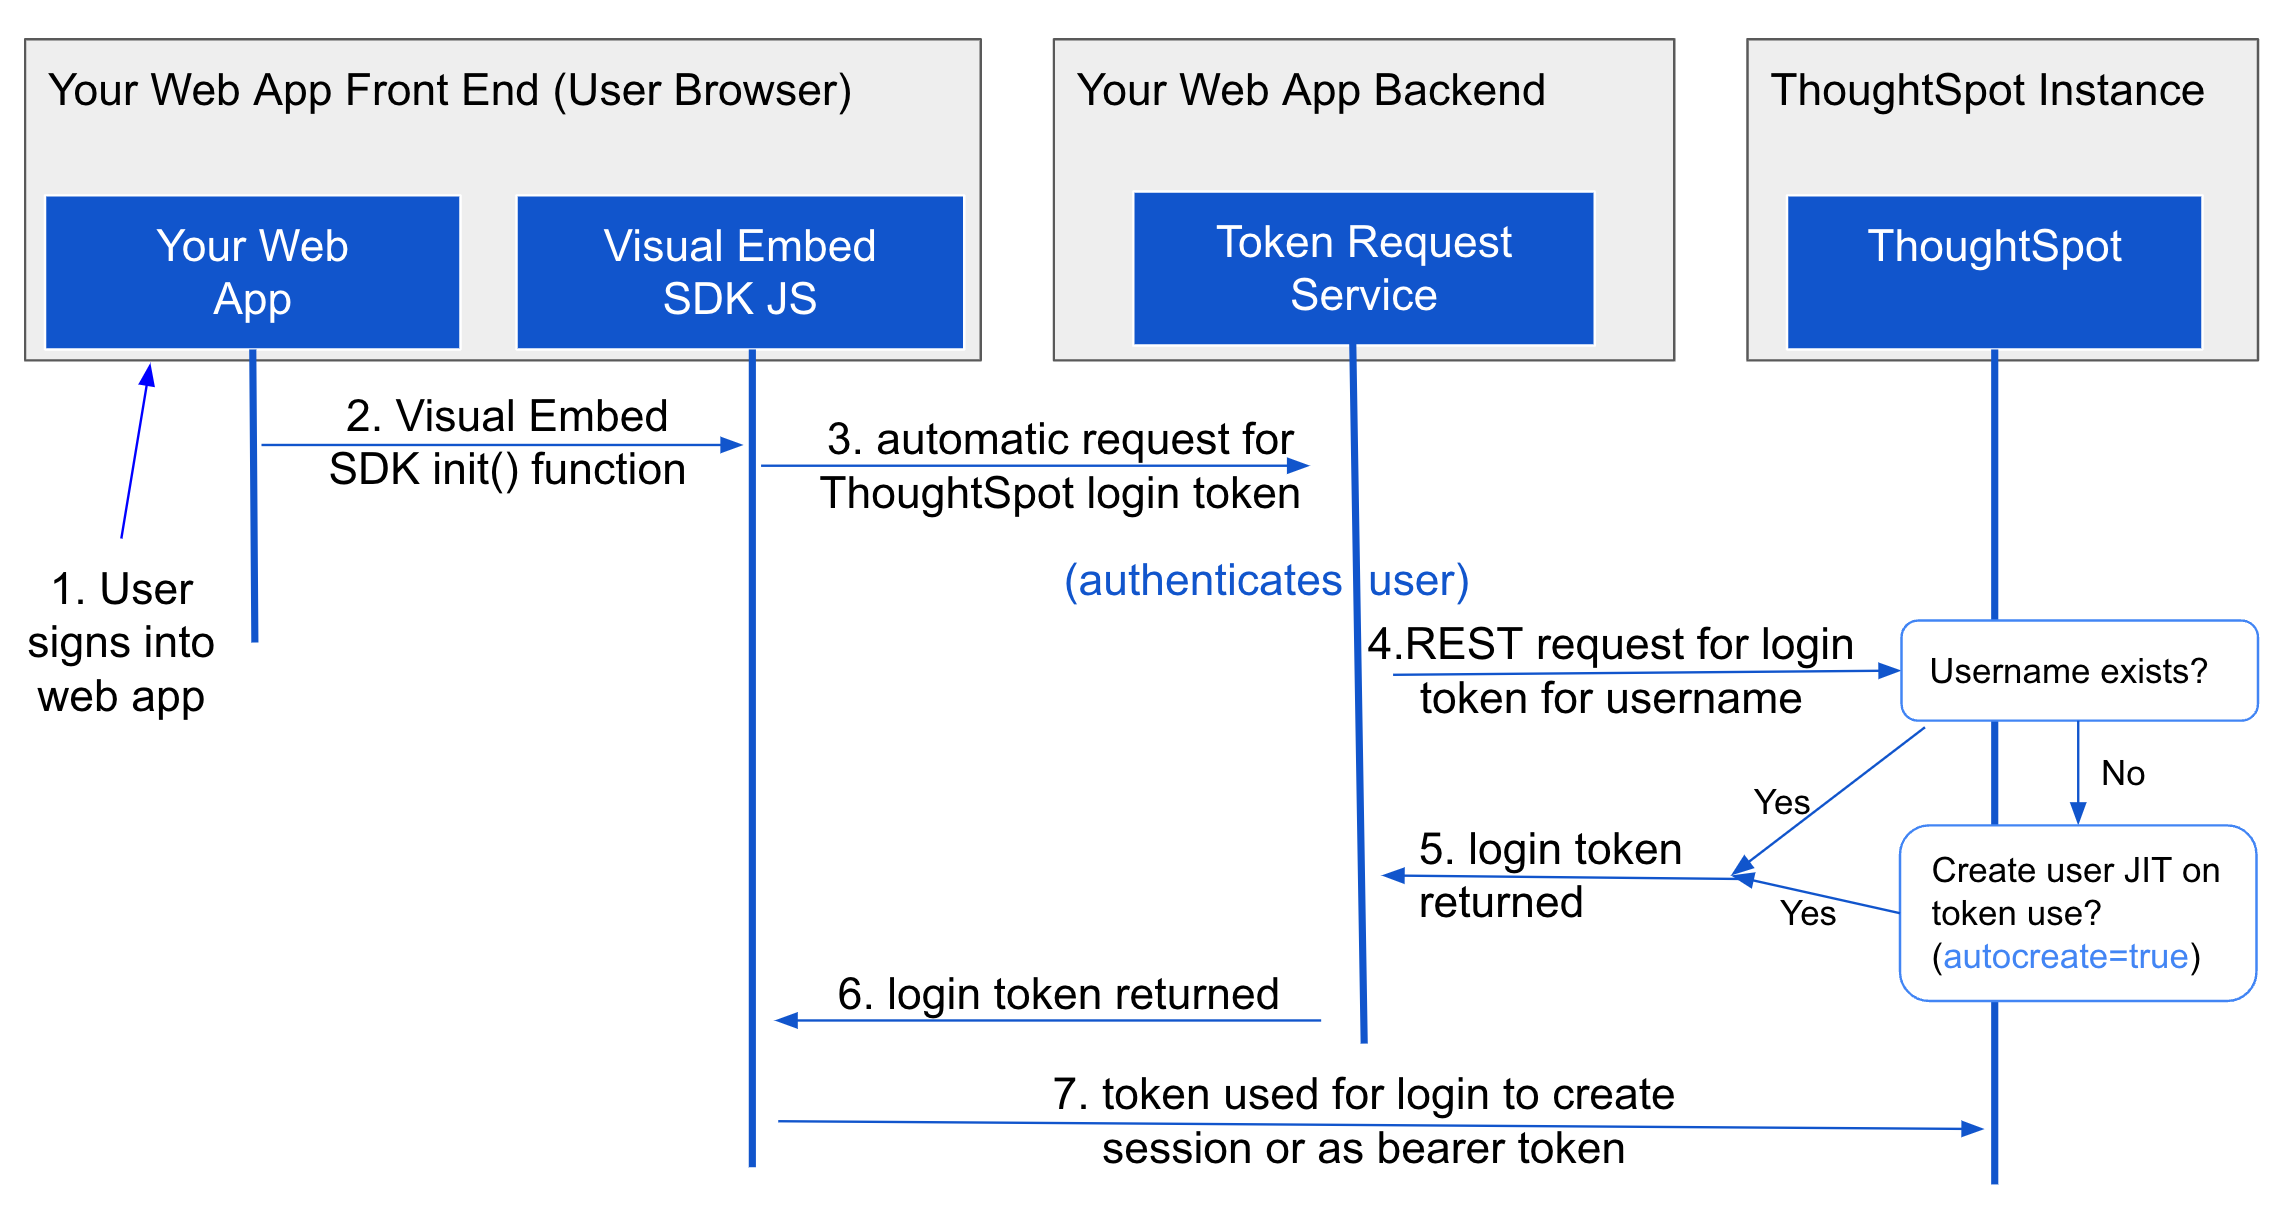 Your Web App Front End (User Browser)
Your Web App Backend
ThoughtSpot Instance
Your Web
App
Visual Embed
SDK JS
Token Request
Service
ThoughtSpot
2. Visual Embed
SDK init() function
3. automatic request for
ThoughtSpot login token
1. User
signs into
web app
(authenticates user)
4.REST request for login
token for username
Username exists?
No
Yes
5. login token
returned
Yes
Create user JIT on
token use?
(autocreate=true)
6. login token returned
7. token used for login to create
session or as bearer token